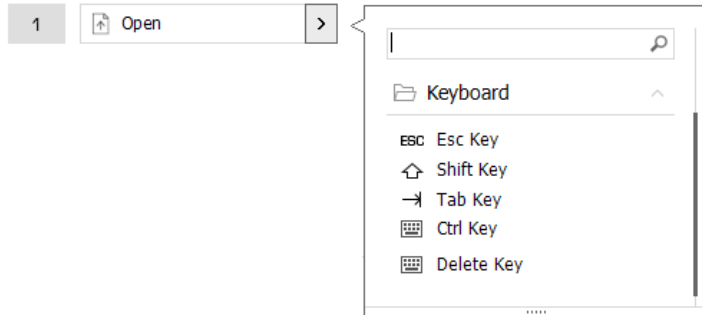 1 Open
Keyboard
ESC Esc Key
Shift Key
Tab Key
Ctrl Key
Delete Key